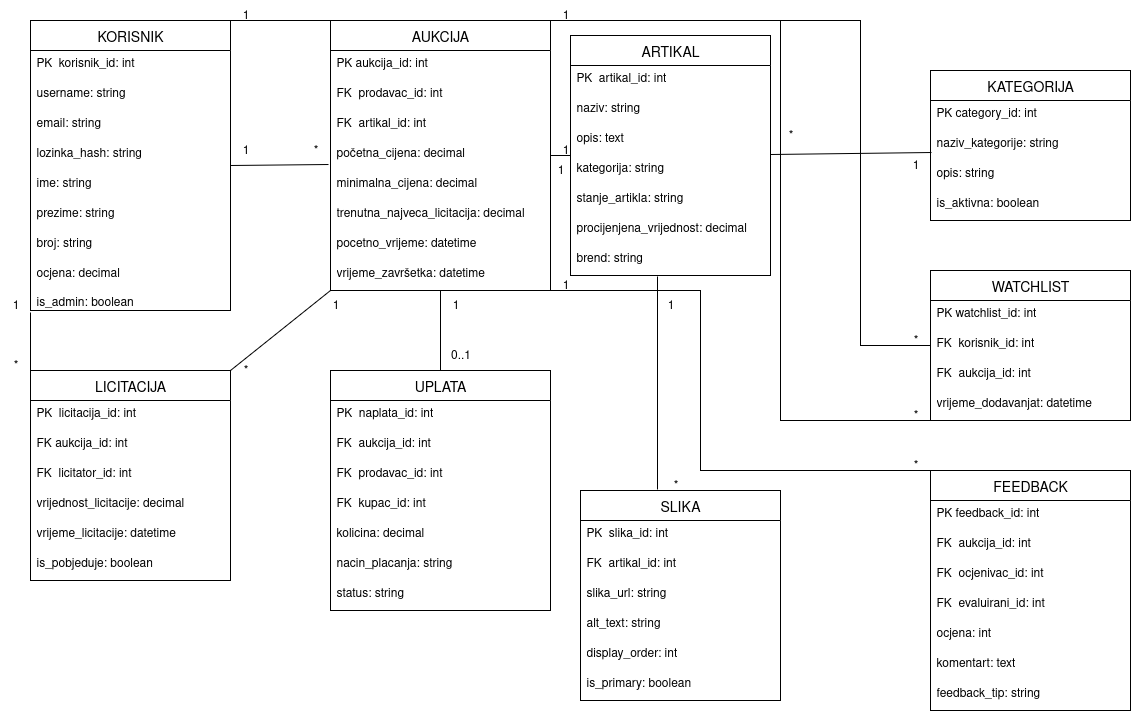 1
1
KORISNIK
PK korisnik_id: int
username: string
email: string
lozinka_hash: string
ime: string
prezime: string
broj: string
ocjena: decimal
is_admin: boolean
1
*
AUKCIJA
PK aukcija_id: int
FK prodavac_id: int
FK artikal_id: int
početna_cijena: decimal
minimalna_cijena: decimal
trenutna_najveca_licitacija: decimal
pocetno_vrijeme: datetime
vrijeme_završetka: datetime
1
1
ARTIKAL
PK artikal_id: int
naziv: string
opis: text
kategorija: string
stanje_artikla: string
procijenjena_vrijednost: decimal
brend: string
*
1
KATEGORIJA
PK category_id: int
naziv_kategorije: string
opis: string
is_aktivna: boolean
WATCHLIST
PK watchlist_id: int
FK korisnik_id: int
FK aukcija_id: int
vrijeme_dodavanjat: datetime
*
*
1
*
1
*
1
0..1
1
1
*
*
LICITACIJA
PK licitacija_id: int
FK aukcija_id: int
FK licitator_id: int
vrijednost_licitacije: decimal
vrijeme_licitacije: datetime
is_pobjeduje: boolean
UPLATA
PK naplata_id: int
FK aukcija_id: int
FK prodavac_id: int
FK kupac_id: int
kolicina: decimal
nacin_placanja: string
status: string
SLIKA
PK slika_id: int
FK artikal_id: int
slika_url: string
alt_text: string
display_order: int
is_primary: boolean
FEEDBACK
PK feedback_id: int
FK aukcija_id: int
FK ocjenivac_id: int
FK evaluirani_id: int
ocjena: int
komentart: text
feedback_tip: string